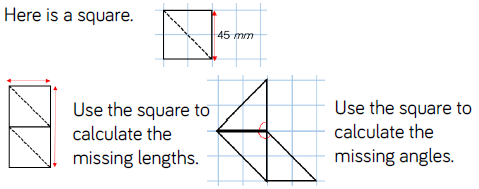 Here is a square.
45 mm
Use the square to
calculate the
missing lengths.
Use the square to
calculate the
missing angles.